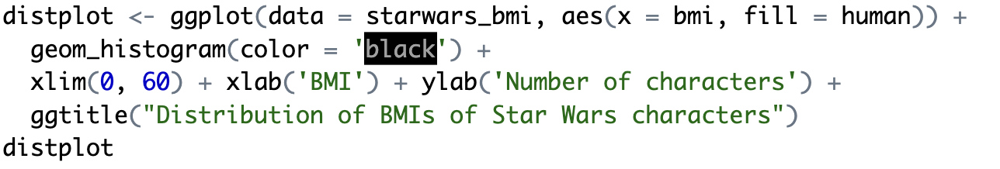 distplot <- ggplot(data = starwars_bmi, aes(x = bmi, fill = human)) +
  geom_histogram(color = 'black') +
  xlim(0, 60) + xlab('BMI') + ylab('Number of characters') +
  ggtitle("Distribution of BMIs of Star Wars characters")
distplot